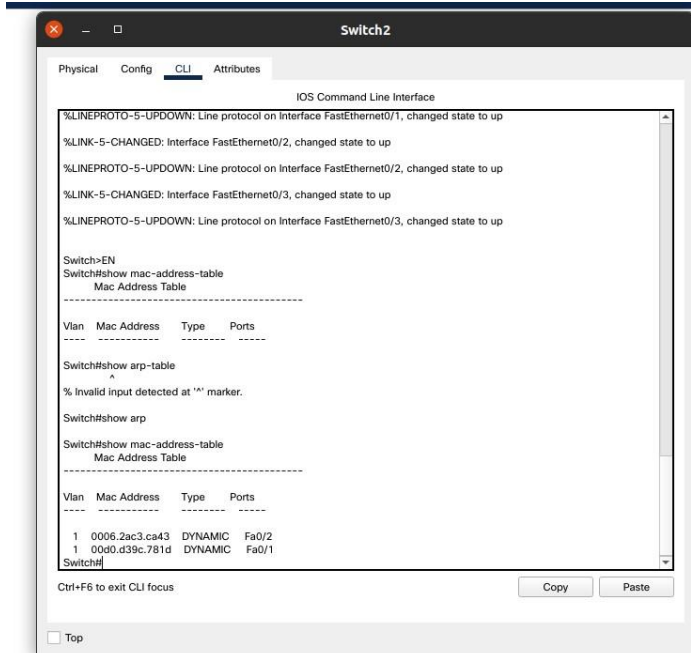 Switch2
Physical Config CLI Attributes
IOS Command Line Interface
%LINEPROTO-5-UPDOWN: Line protocol on Interface FastEthernet0/1, changed state to up
%LINK-5-CHANGED: Interface FastEthernet0/2, changed state to up
%LINEPROTO-5-UPDOWN: Line protocol on Interface FastEthernet0/2, changed state to up
%LINK-5-CHANGED: Interface FastEthernet0/3, changed state to up
%LINEPROTO-5-UPDOWN: Line protocol on Interface FastEthernet0/3, changed state to up
Switch>EN
Switch#show mac-address-table
Mac Address Table
-------------------------------------------
Vlan Mac Address Type Ports
---- ----------- -------- -----
Switch#show arp-table
^
% Invalid input detected at '^' marker.
Switch#show arp
Switch#show mac-address-table
Mac Address Table
-------------------------------------------
Vlan Mac Address Type Ports
---- ----------- -------- -----
1 0006.2ac3.ca43 DYNAMIC Fa0/2
1 00d0.d39c.781d DYNAMIC Fa0/1
Switch#
Ctrl+F6 to exit CLI focus
Copy Paste
Top